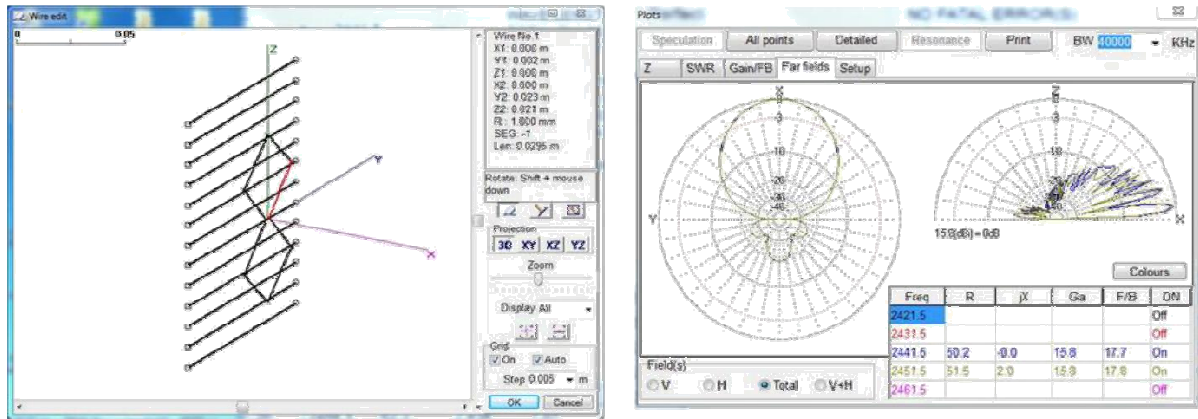 Wire edit
0 0.05
Z
Y
X
Wire No.1
X1: 0.000 m
Y1: 0.002 m
Z1: 0.000 m
X2: 0.000 m
Y2: 0.023 m
Z2: 0.021 m
R: 1.000 mm
SEG: -1
Len: 0.0295 m
Rotate: Shift + mouse
down
Projection
3D XY XZ YZ
Zoom
Display All
Grid
On Auto
Step 0.005 m
OK Cancel
Plots
NO FATAL ERROR(S)
Speculation All points Detailed Resonance Print BW 40000 KHz
Z SWR Gain/FB Far fields Setup
X
Y
Z
X
-10
-20
Colours
Freq R jX Ga F/B ON
2421.5 Off
2431.5 Off
2441.5 50.2 -0.0 15.8 17.7 On
2451.5 51.5 2.0 15.9 17.8 On
2461.5 Off
Field(s)
V H Total V+H